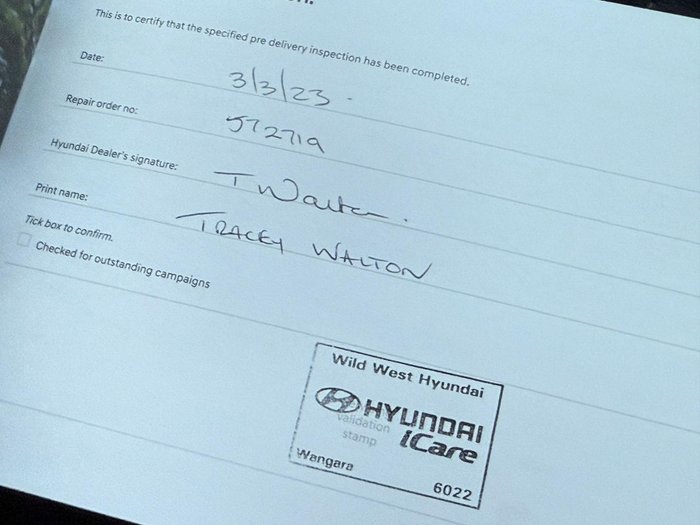 This is to certify that the specified pre delivery inspection has been completed.
Date: 3/3/23 .
Repair order no: 572719
Hyundai Dealer's signature: T Walton .
Print name: TRACEY WALTON
Tick box to confirm.
Checked for outstanding campaigns
Wild West Hyundai
HYUNDAI
validation
iCare
stamp
Wangara
6022